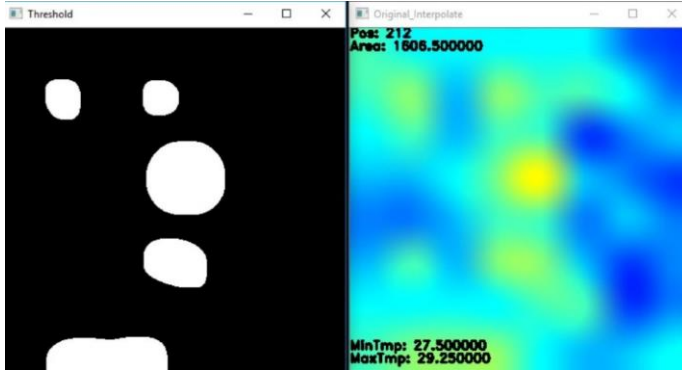 Threshold
Original_Interpolate
Pos: 212
Area: 1606.500000
MinTmp: 27.500000
MaxTmp: 29.250000